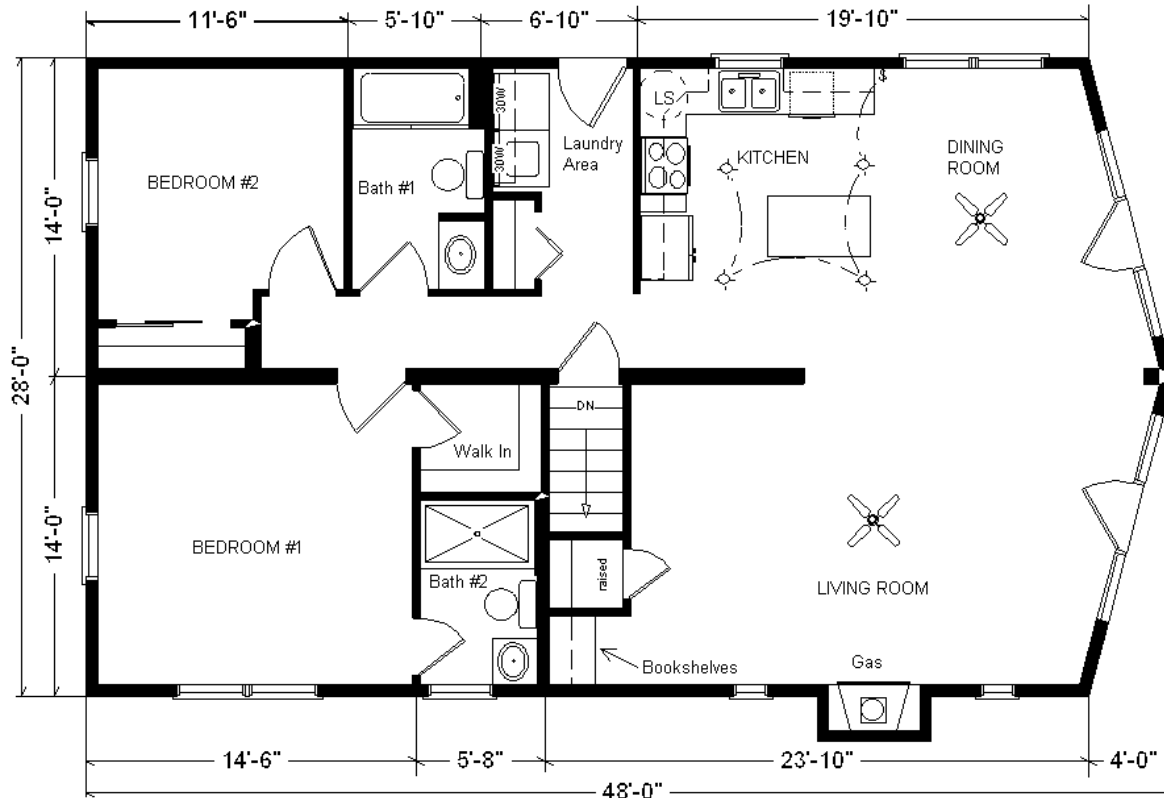 11'-6" 5'-10" 6'-10" 19'-10"
30W
LS
$
Laundry
Area
KITCHEN
DINING
ROOM
BEDROOM #2
Bath #1
30W
14'-0"
28'-0"
DN
Walk In
14'-0"
BEDROOM #1
Bath #2
raised
LIVING ROOM
Bookshelves
Gas
14'-6" 5'-8" 23'-10" 4'-0"
48'-0"